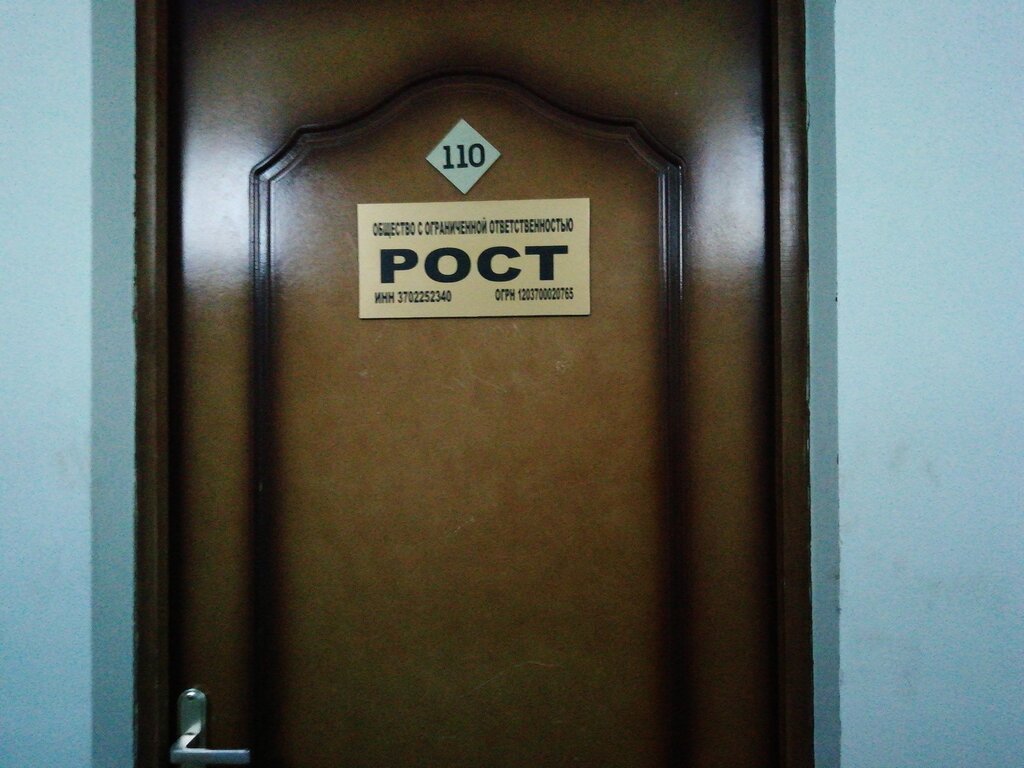 110
ОБЩЕСТВО С ОГРАНИЧЕННОЙ ОТВЕТСТВЕННОСТЬЮ
РОСТ
ИНН 3702252340 ОГРН 1203700020765